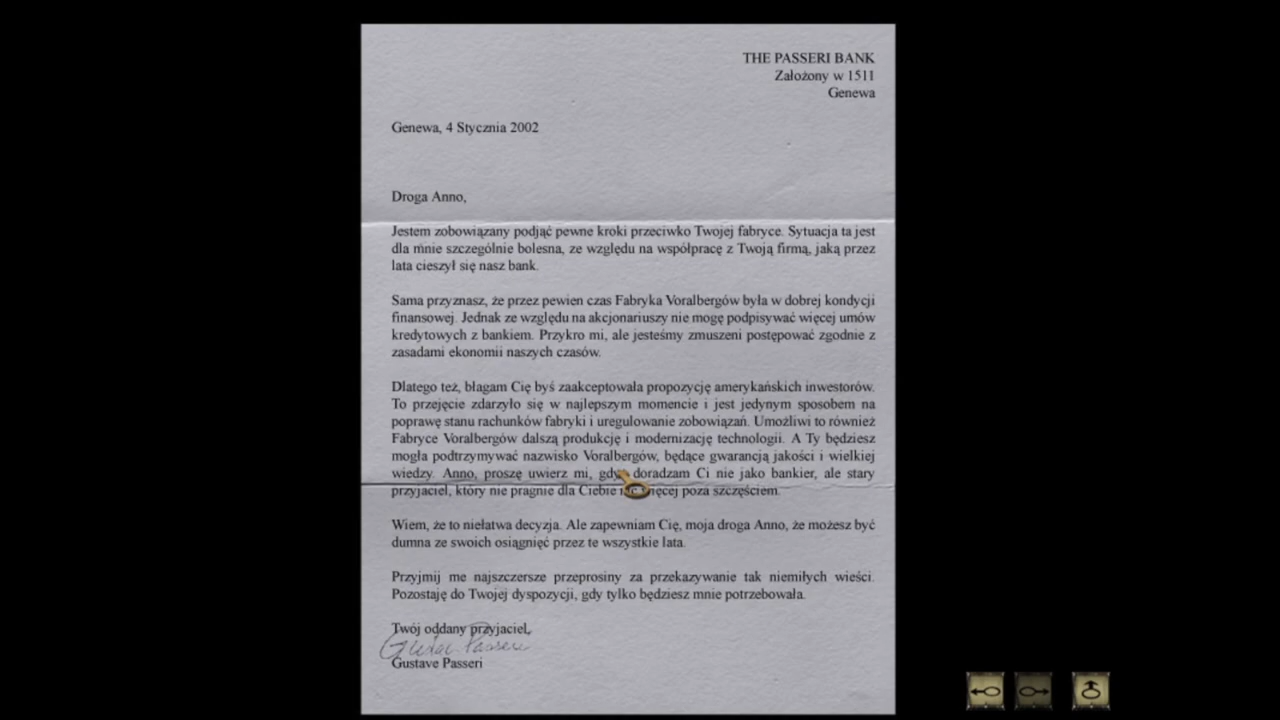 THE PASSERI BANK
Założony w 1511
Genewa
Genewa, 4 Stycznia 2002
Droga Anno,
Jestem zobowiązany podjąć pewne kroki przeciwko Twojej fabryce. Sytuacja ta jest
dla mnie szczególnie bolesna, ze względu na współpracę z Twoją firmą, jaką przez
lata cieszył się nasz bank.
Sama przyznasz, że przez pewien czas Fabryka Voralbergów była w dobrej kondycji
finansowej. Jednak ze względu na akcjonariuszy nie mogę podpisywać więcej umów
kredytowych z bankiem. Przykro mi, ale jesteśmy zmuszeni postępować zgodnie z
zasadami ekonomii naszych czasów.
Dlatego też, błagam Cię byś zaakceptowała propozycję amerykańskich inwestorów.
To przejęcie zdarzyło się w najlepszym momencie i jest jedynym sposobem na
poprawę stanu rachunków fabryki i uregulowanie zobowiązań. Umożliwi to również
Fabryce Voralbergów dalszą produkcję i modernizację technologii. A Ty będziesz
mogła podtrzymywać nazwisko Voralbergów, będące gwarancją jakości i wielkiej
wiedzy. Anno, proszę uwierz mi, gdyż doradzam Ci nie jako bankier, ale stary
przyjaciel, który nie pragnie dla Ciebie nic więcej poza szczęściem.
Wiem, że to niełatwa decyzja. Ale zapewniam Cię, moja droga Anno, że możesz być
dumna ze swoich osiągnięć przez te wszystkie lata.
Przyjmij me najszczersze przeprosiny za przekazywanie tak niemiłych wieści.
Pozostaję do Twojej dyspozycji, gdy tylko będziesz mnie potrzebowała.
Twój oddany przyjaciel,
Gustav Passeri
Gustave Passeri